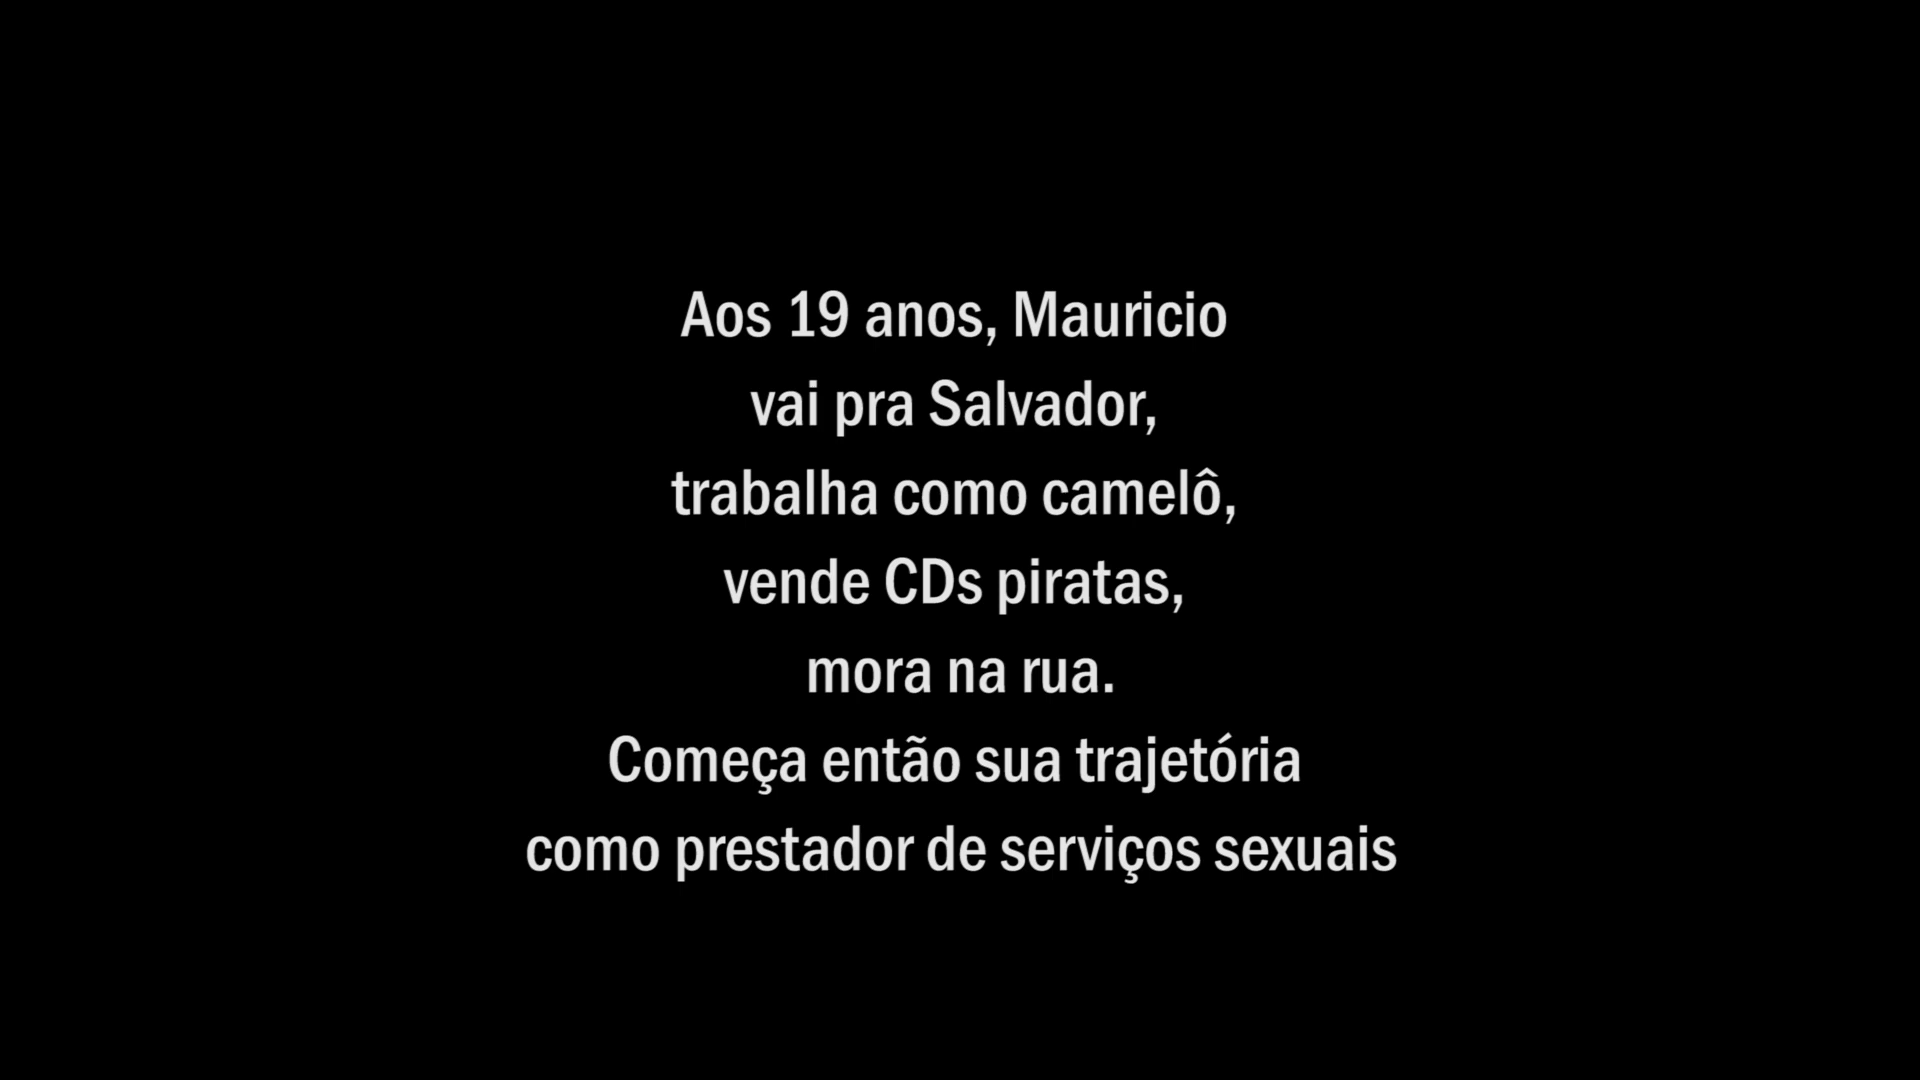 Aos 19 anos, Mauricio
vai pra Salvador,
trabalha como camelô,
vende CDs piratas,
mora na rua.
Começa então sua trajetória
como prestador de serviços sexuais